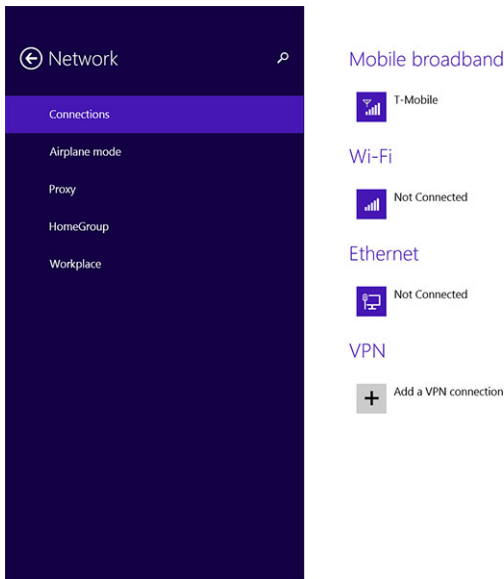 Network
Connections
Airplane mode
Proxy
HomeGroup
Workplace
Mobile broadband
T-Mobile
Wi-Fi
Not Connected
Ethernet
Not Connected
VPN
Add a VPN connection